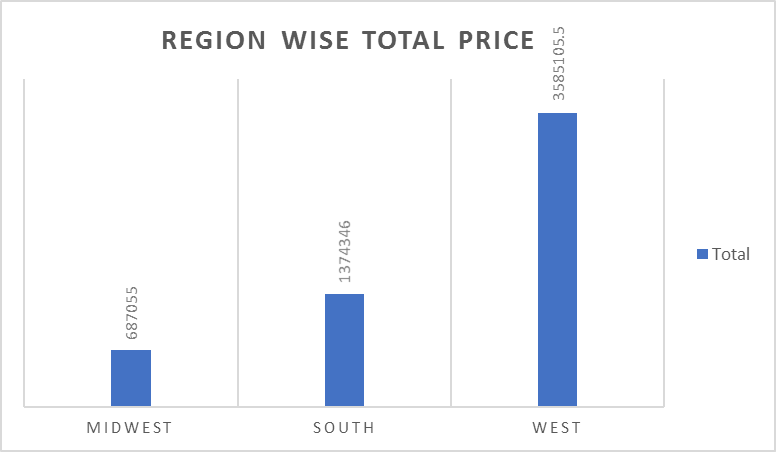 REGION WISE TOTAL PRICE
687055
1374346
3585105.5
Total
MIDWEST
SOUTH
WEST